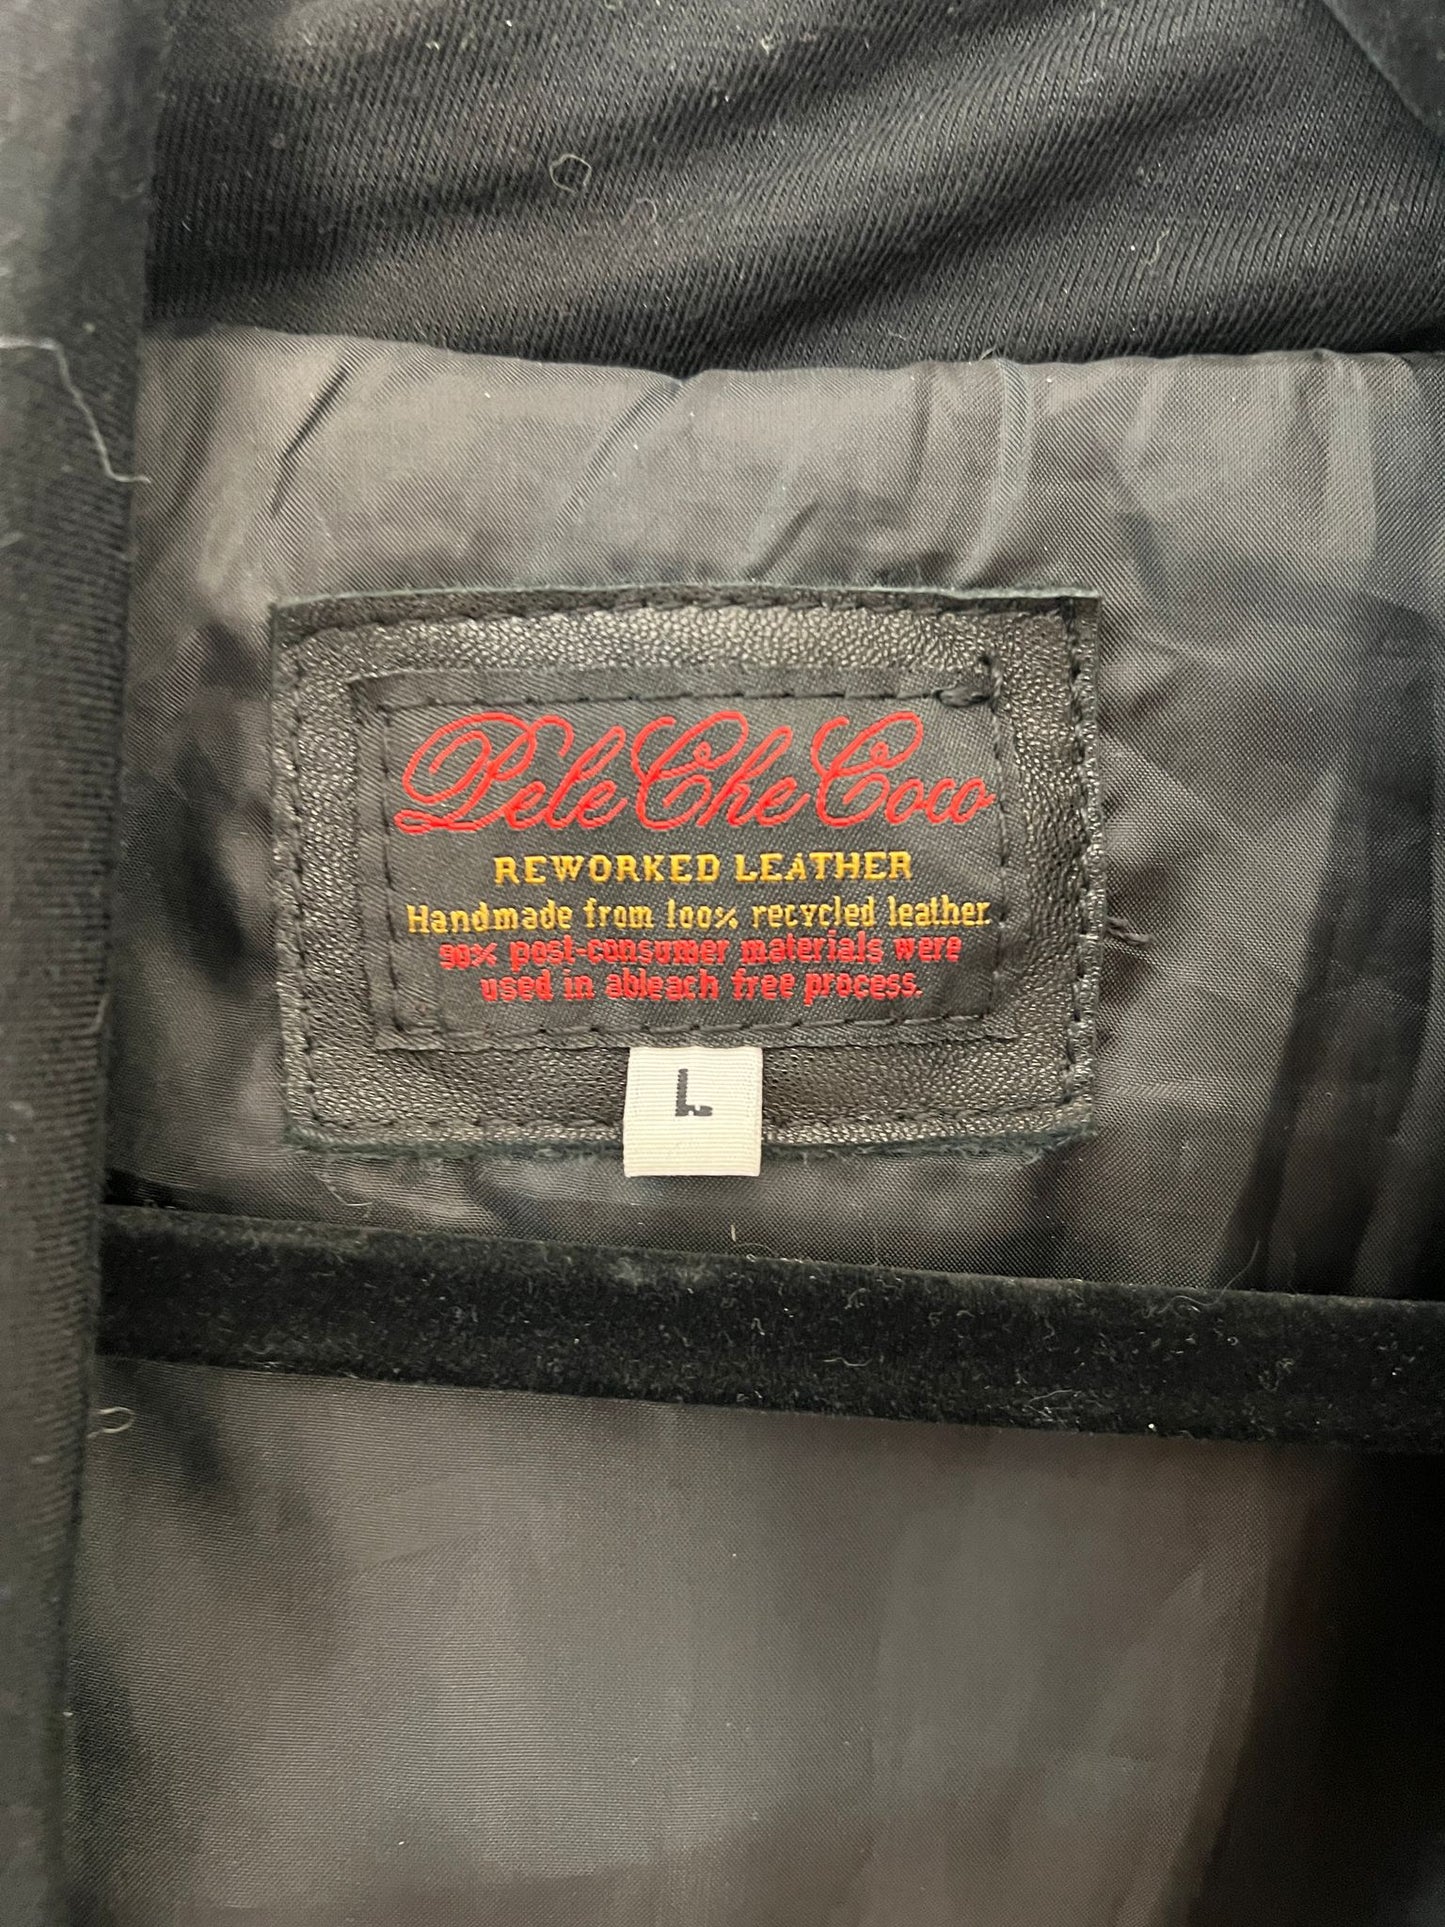 Pele Che Coco
REWORKED LEATHER
Handmade from 100% recycled leather.
90% post-consumer materials were
used in ableach free process.
L